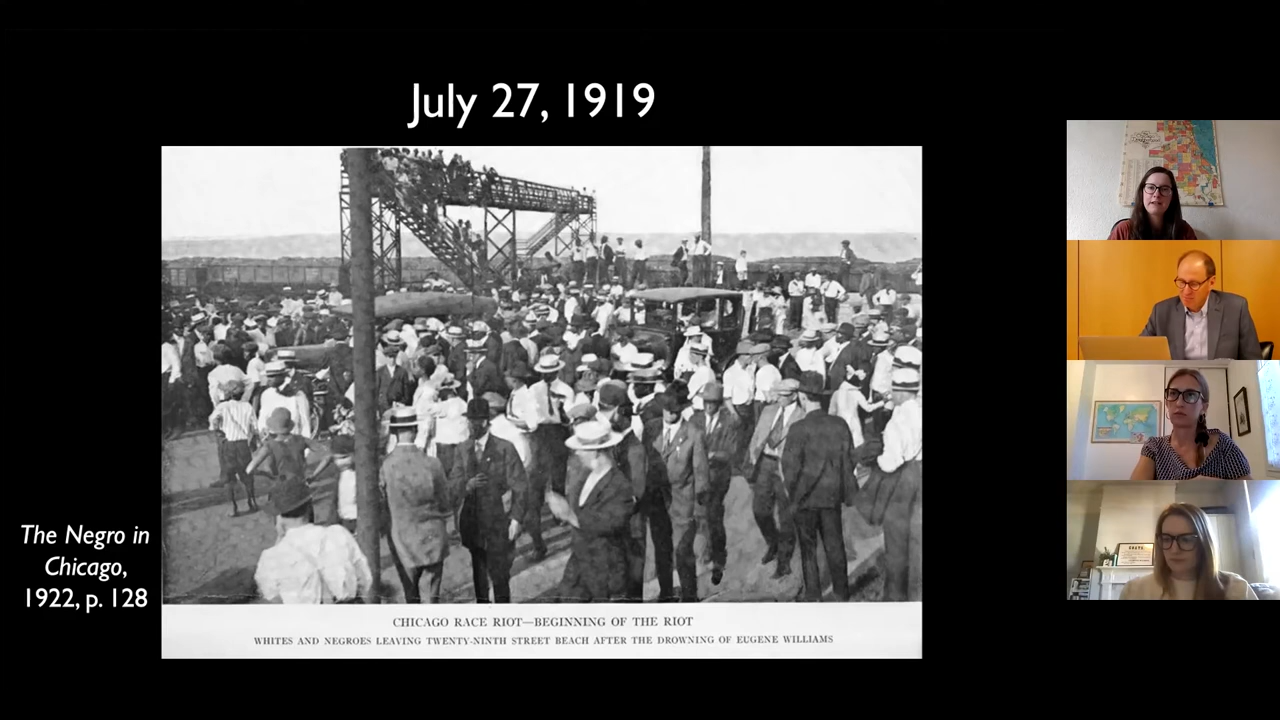 July 27, 1919
The Negro in
Chicago,
1922, p. 128
CHICAGO RACE RIOT—BEGINNING OF THE RIOT
WHITES AND NEGROES LEAVING TWENTY-NINTH STREET BEACH AFTER THE DROWNING OF EUGENE WILLIAMS